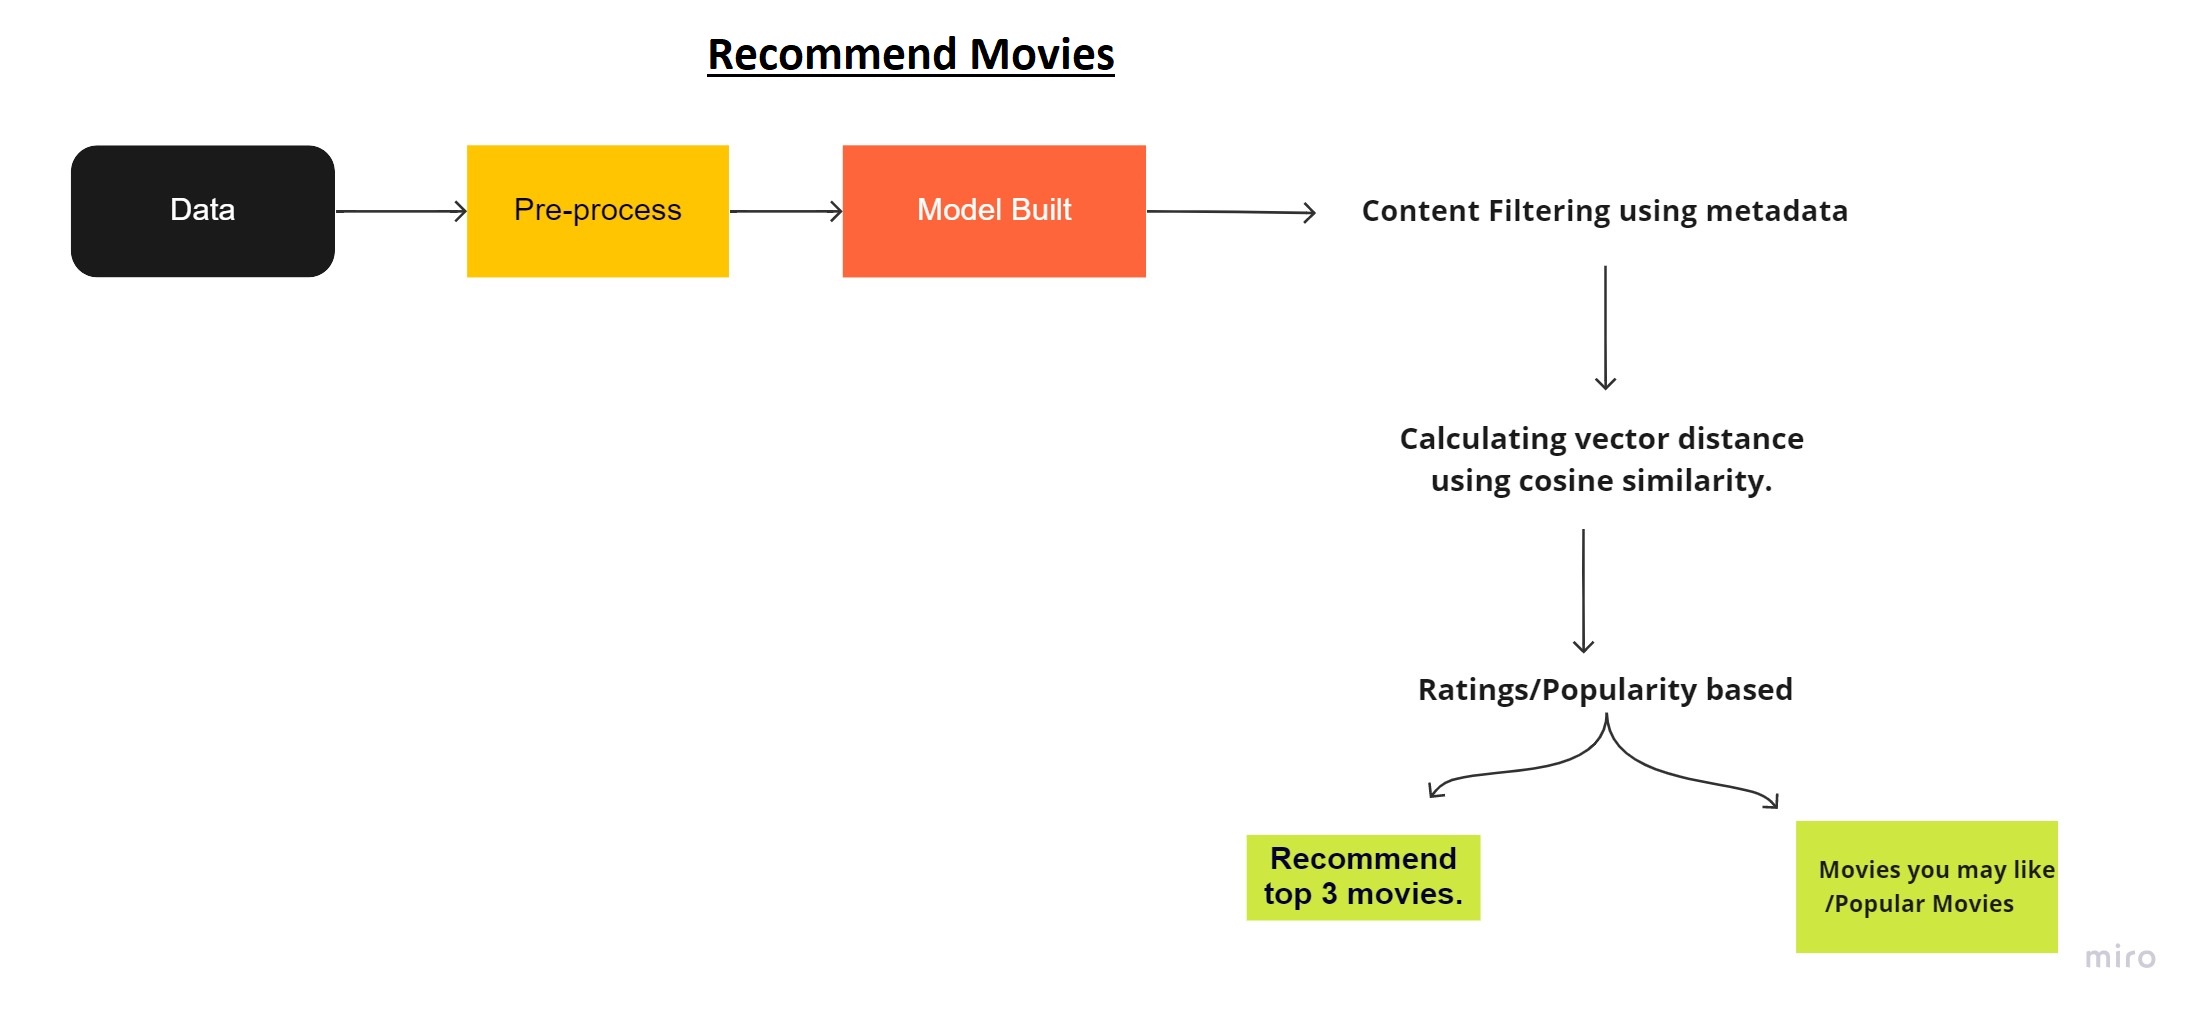 Recommend Movies
Data
Pre-process
Model Built
Content Filtering using metadata
Calculating vector distance
using cosine similarity.
Ratings/Popularity based
Recommend
top 3 movies.
Movies you may like
/Popular Movies
miro